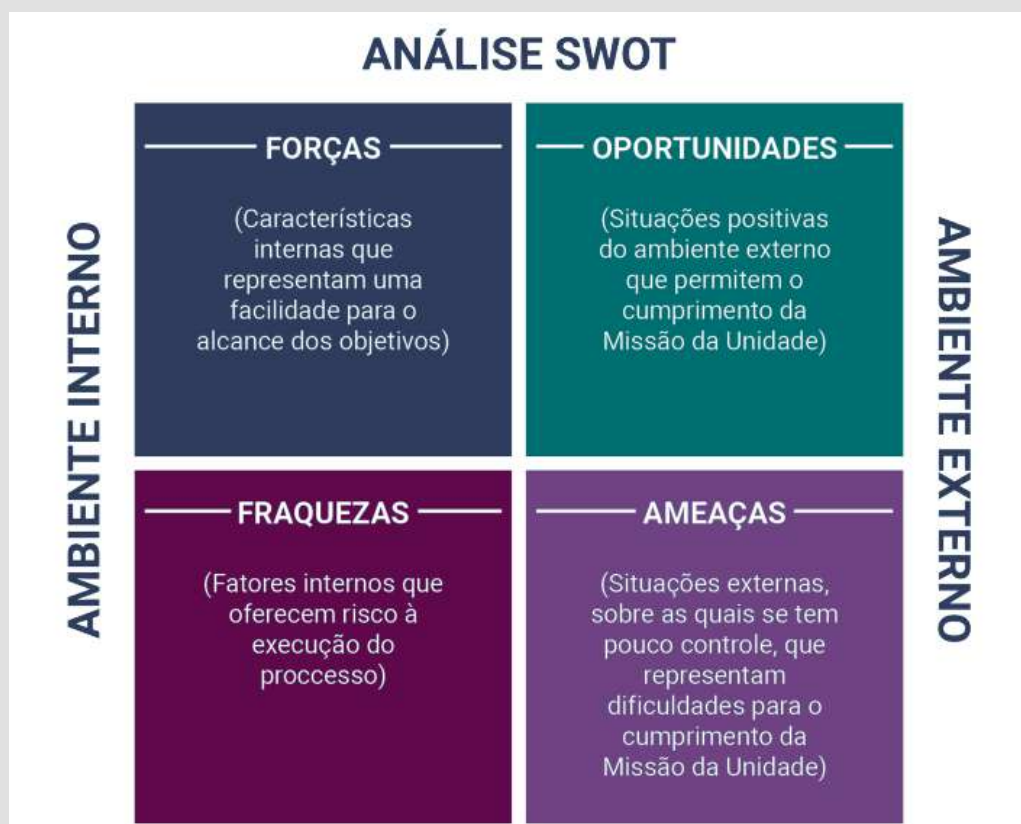 ANÁLISE SWOT
AMBIENTE INTERNO
FORÇAS
(Características
internas que
representam uma
facilidade para o
alcance dos objetivos)
OPORTUNIDADES
(Situações positivas
do ambiente externo
que permitem o
cumprimento da
Missão da Unidade)
FRAQUEZAS
(Fatores internos que
oferecem risco à
execução do
proccesso)
AMEAÇAS
(Situações externas,
sobre as quais se tem
pouco controle, que
representam
dificuldades para o
cumprimento da
Missão da Unidade)
AMBIENTE EXTERNO